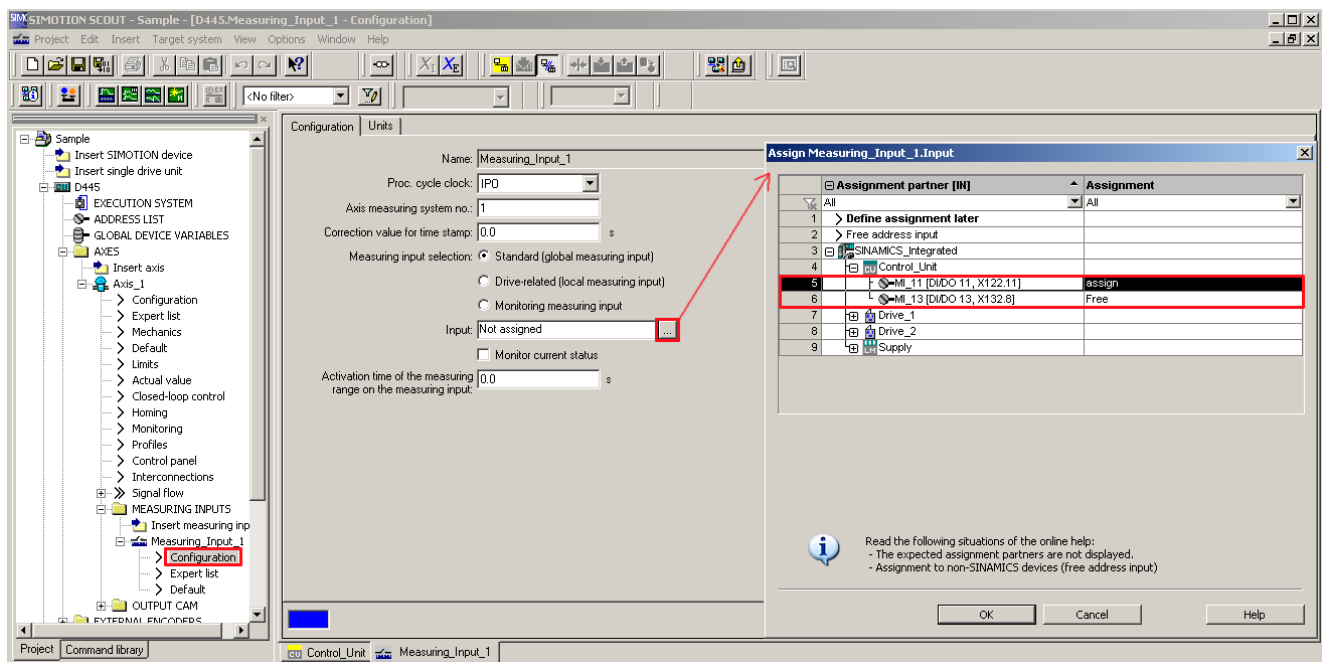 SIMOTION SCOUT - Sample - [D445.Measuring_Input_1 - Configuration]
Project Edit Insert Target system View Options Window Help
<No filter>
Sample
Insert SIMOTION device
Insert single drive unit
D445
EXECUTION SYSTEM
ADDRESS LIST
GLOBAL DEVICE VARIABLES
AXES
Insert axis
Axis_1
Configuration
Expert list
Mechanics
Default
Limits
Actual value
Closed-loop control
Homing
Monitoring
Profiles
Control panel
Interconnections
Signal flow
MEASURING INPUTS
Insert measuring inp
Measuring_Input_1
Configuration
Expert list
Default
OUTPUT CAM
EXTERNAL ENCODERS
Project Command library
Configuration Units
Name: Measuring_Input_1
Proc. cycle clock: IPO
Axis measuring system no.: 1
Correction value for time stamp: 0.0 s
Measuring input selection: Standard (global measuring input)
Drive-related (local measuring input)
Monitoring measuring input
Input: Not assigned ...
Monitor current status
Activation time of the measuring 0.0 s
range on the measuring input:
Control_Unit Measuring_Input_1
Assign Measuring_Input_1.Input
Assignment partner [IN] Assignment
All All
1 Define assignment later
2 Free address input
3 SINAMICS_Integrated
4 Control_Unit
5 MI_11 [DI/DO 11, X122.11] assign
6 MI_13 [DI/DO 13, X132.8] Free
7 Drive_1
8 Drive_2
9 Supply
Read the following situations of the online help:
- The expected assignment partners are not displayed.
- Assignment to non-SINAMICS devices (free address input)
OK Cancel Help